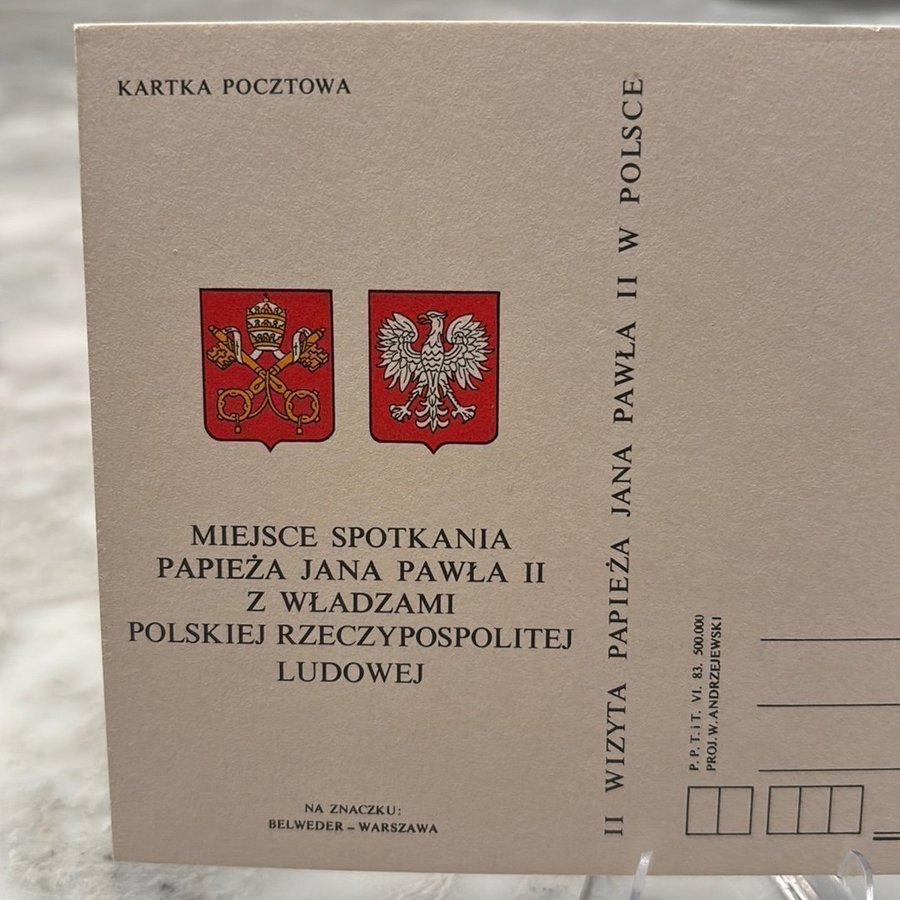 KARTKA POCZTOWA
MIEJSCE SPOTKANIA
PAPIEŻA JANA PAWŁA II
Z WŁADZAMI
POLSKIEJ RZECZYPOSPOLITEJ
LUDOWEJ
NA ZNACZKU:
BELWEDER – WARSZAWA
II WIZYTA PAPIEŻA JANA PAWŁA II W POLSCE
P. P. T. i T. VI. 83. 500.000
PROJ. W. ANDRZEJEWSKI